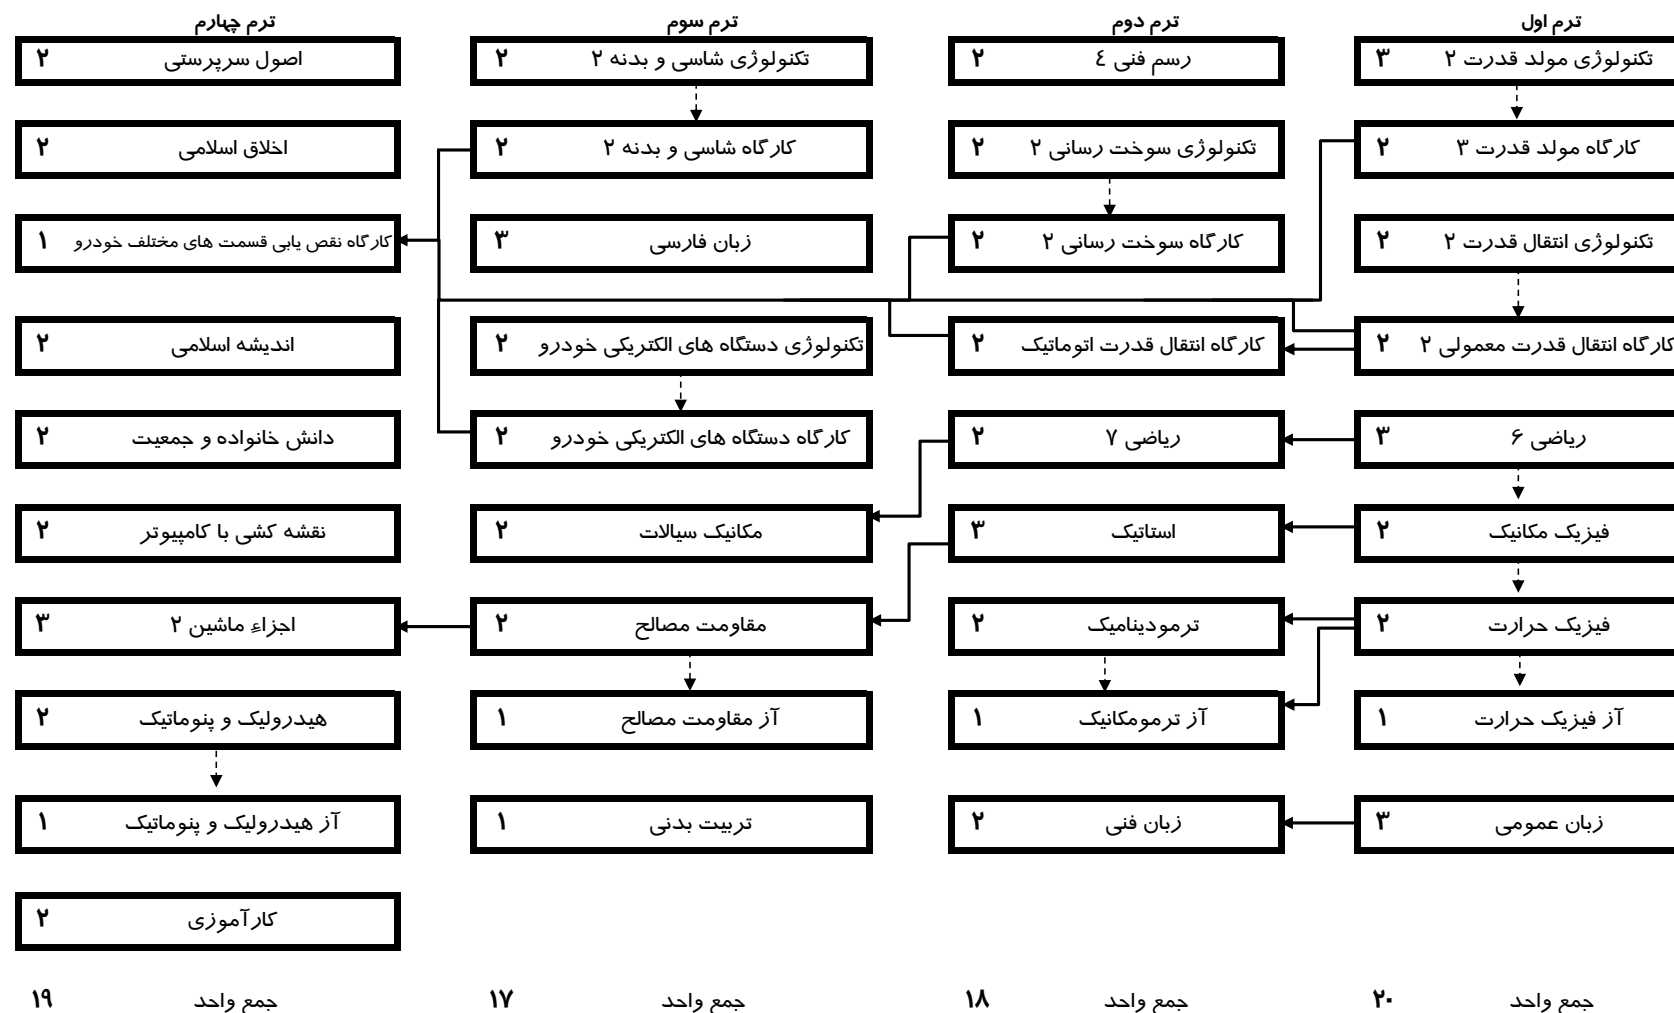 ترم اول
تکنولوژی مولد قدرت ۲ ۳
کارگاه مولد قدرت ۳ ۲
تکنولوژی انتقال قدرت ۲ ۲
کارگاه انتقال قدرت معمولی ۲ ۲
ریاضی ۶ ۳
فیزیک مکانیک ۲
فیزیک حرارت ۲
آز فیزیک حرارت ۱
زبان عمومی ۳
جمع واحد ۲۰
ترم دوم
رسم فنی ٤ ۲
تکنولوژی سوخت رسانی ۲ ۲
کارگاه سوخت رسانی ۲ ۲
کارگاه انتقال قدرت اتوماتیک ۲
ریاضی ۷ ۲
استاتیک ۳
ترمودینامیک ۲
آز ترمومکانیک ۱
زبان فنی ۲
جمع واحد ۱۸
ترم سوم
تکنولوژی شاسی و بدنه ۲ ۲
کارگاه شاسی و بدنه ۲ ۲
زبان فارسی ۳
تکنولوژی دستگاه های الکتریکی خودرو ۲
کارگاه دستگاه های الکتریکی خودرو ۲
مکانیک سیالات ۲
مقاومت مصالح ۲
آز مقاومت مصالح ۱
تربیت بدنی ۱
جمع واحد ۱۷
ترم چهارم
اصول سرپرستی ۲
اخلاق اسلامی ۲
کارگاه نقص یابی قسمت های مختلف خودرو ۱
اندیشه اسلامی ۲
دانش خانواده و جمعیت ۲
نقشه کشی با کامپیوتر ۲
اجزاء ماشین ۲ ۳
هیدرولیک و پنوماتیک ۲
آز هیدرولیک و پنوماتیک ۱
کارآموزی ۲
جمع واحد ۱۹